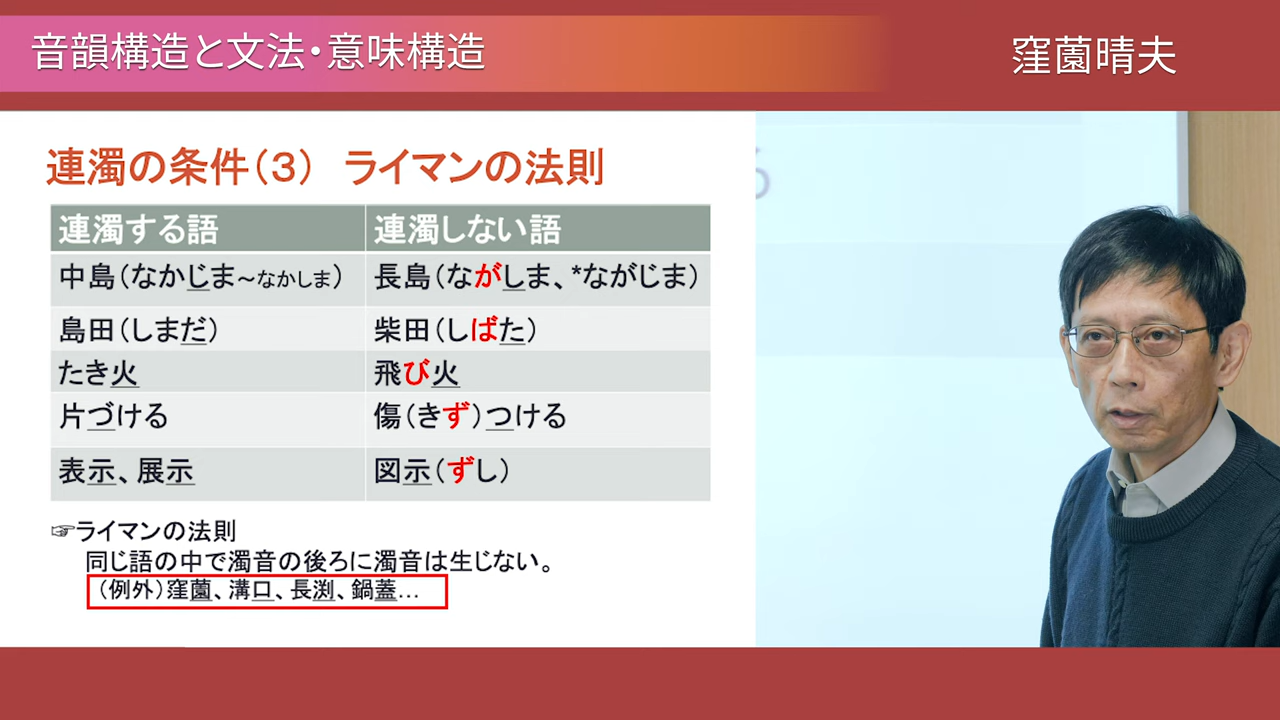 音韻構造と文法・意味構造
窪薗晴夫
連濁の条件（３） ライマンの法則
連濁する語 連濁しない語
中島（なかじま～なかしま） 長島（ながしま、*ながじま）
島田（しまだ） 柴田（しばた）
たき火 飛び火
片づける 傷（きず）つける
表示、展示 図示（ずし）
☞ライマンの法則
同じ語の中で濁音の後ろに濁音は生じない。
（例外）窪薗、溝口、長渕、鍋蓋…